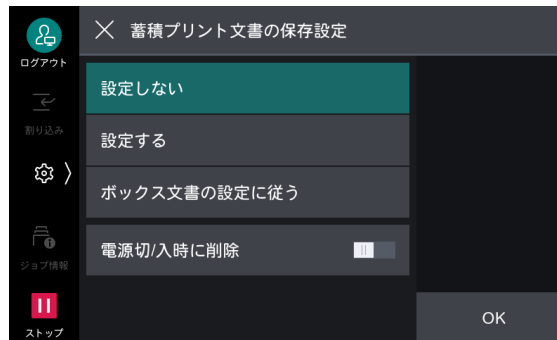 蓄積プリント文書の保存設定
ログアウト
設定しない
割り込み
設定する
ボックス文書の設定に従う
電源切/入時に削除
ジョブ情報
OK
ストップ